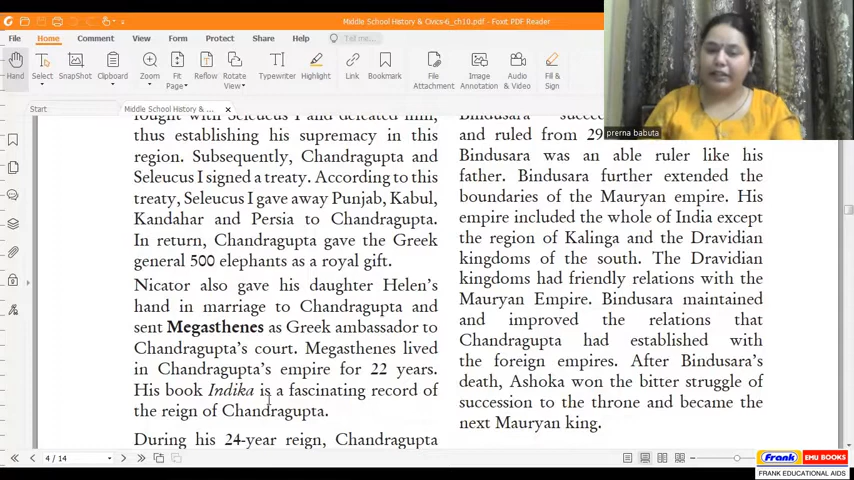 Middle School History & Civics-6_ch10.pdf - Foxit PDF Reader
File Home Comment View Form Protect Share Help Tell me...
Hand Select SnapShot Clipboard Zoom Fit Page Reflow Rotate View Typewriter Highlight Link Bookmark File Attachment Image Annotation Audio & Video Fill & Sign
Start Middle School History & ...
prerna babuta
fought with Seleucus I and defeated him,
thus establishing his supremacy in this
region. Subsequently, Chandragupta and
Seleucus I signed a treaty. According to this
treaty, Seleucus I gave away Punjab, Kabul,
Kandahar and Persia to Chandragupta.
In return, Chandragupta gave the Greek
general 500 elephants as a royal gift.
Nicator also gave his daughter Helen's
hand in marriage to Chandragupta and
sent Megasthenes as Greek ambassador to
Chandragupta's court. Megasthenes lived
in Chandragupta's empire for 22 years.
His book Indika is a fascinating record of
the reign of Chandragupta.
During his 24-year reign, Chandragupta
Bindusara
and ruled from 29
Bindusara was an able ruler like his
father. Bindusara further extended the
boundaries of the Mauryan empire. His
empire included the whole of India except
the region of Kalinga and the Dravidian
kingdoms of the south. The Dravidian
kingdoms had friendly relations with the
Mauryan Empire. Bindusara maintained
and improved the relations that
Chandragupta had established with
the foreign empires. After Bindusara's
death, Ashoka won the bitter struggle of
succession to the throne and became the
next Mauryan king.
4 / 14
Frank EMU BOOKS
FRANK EDUCATIONAL AIDS